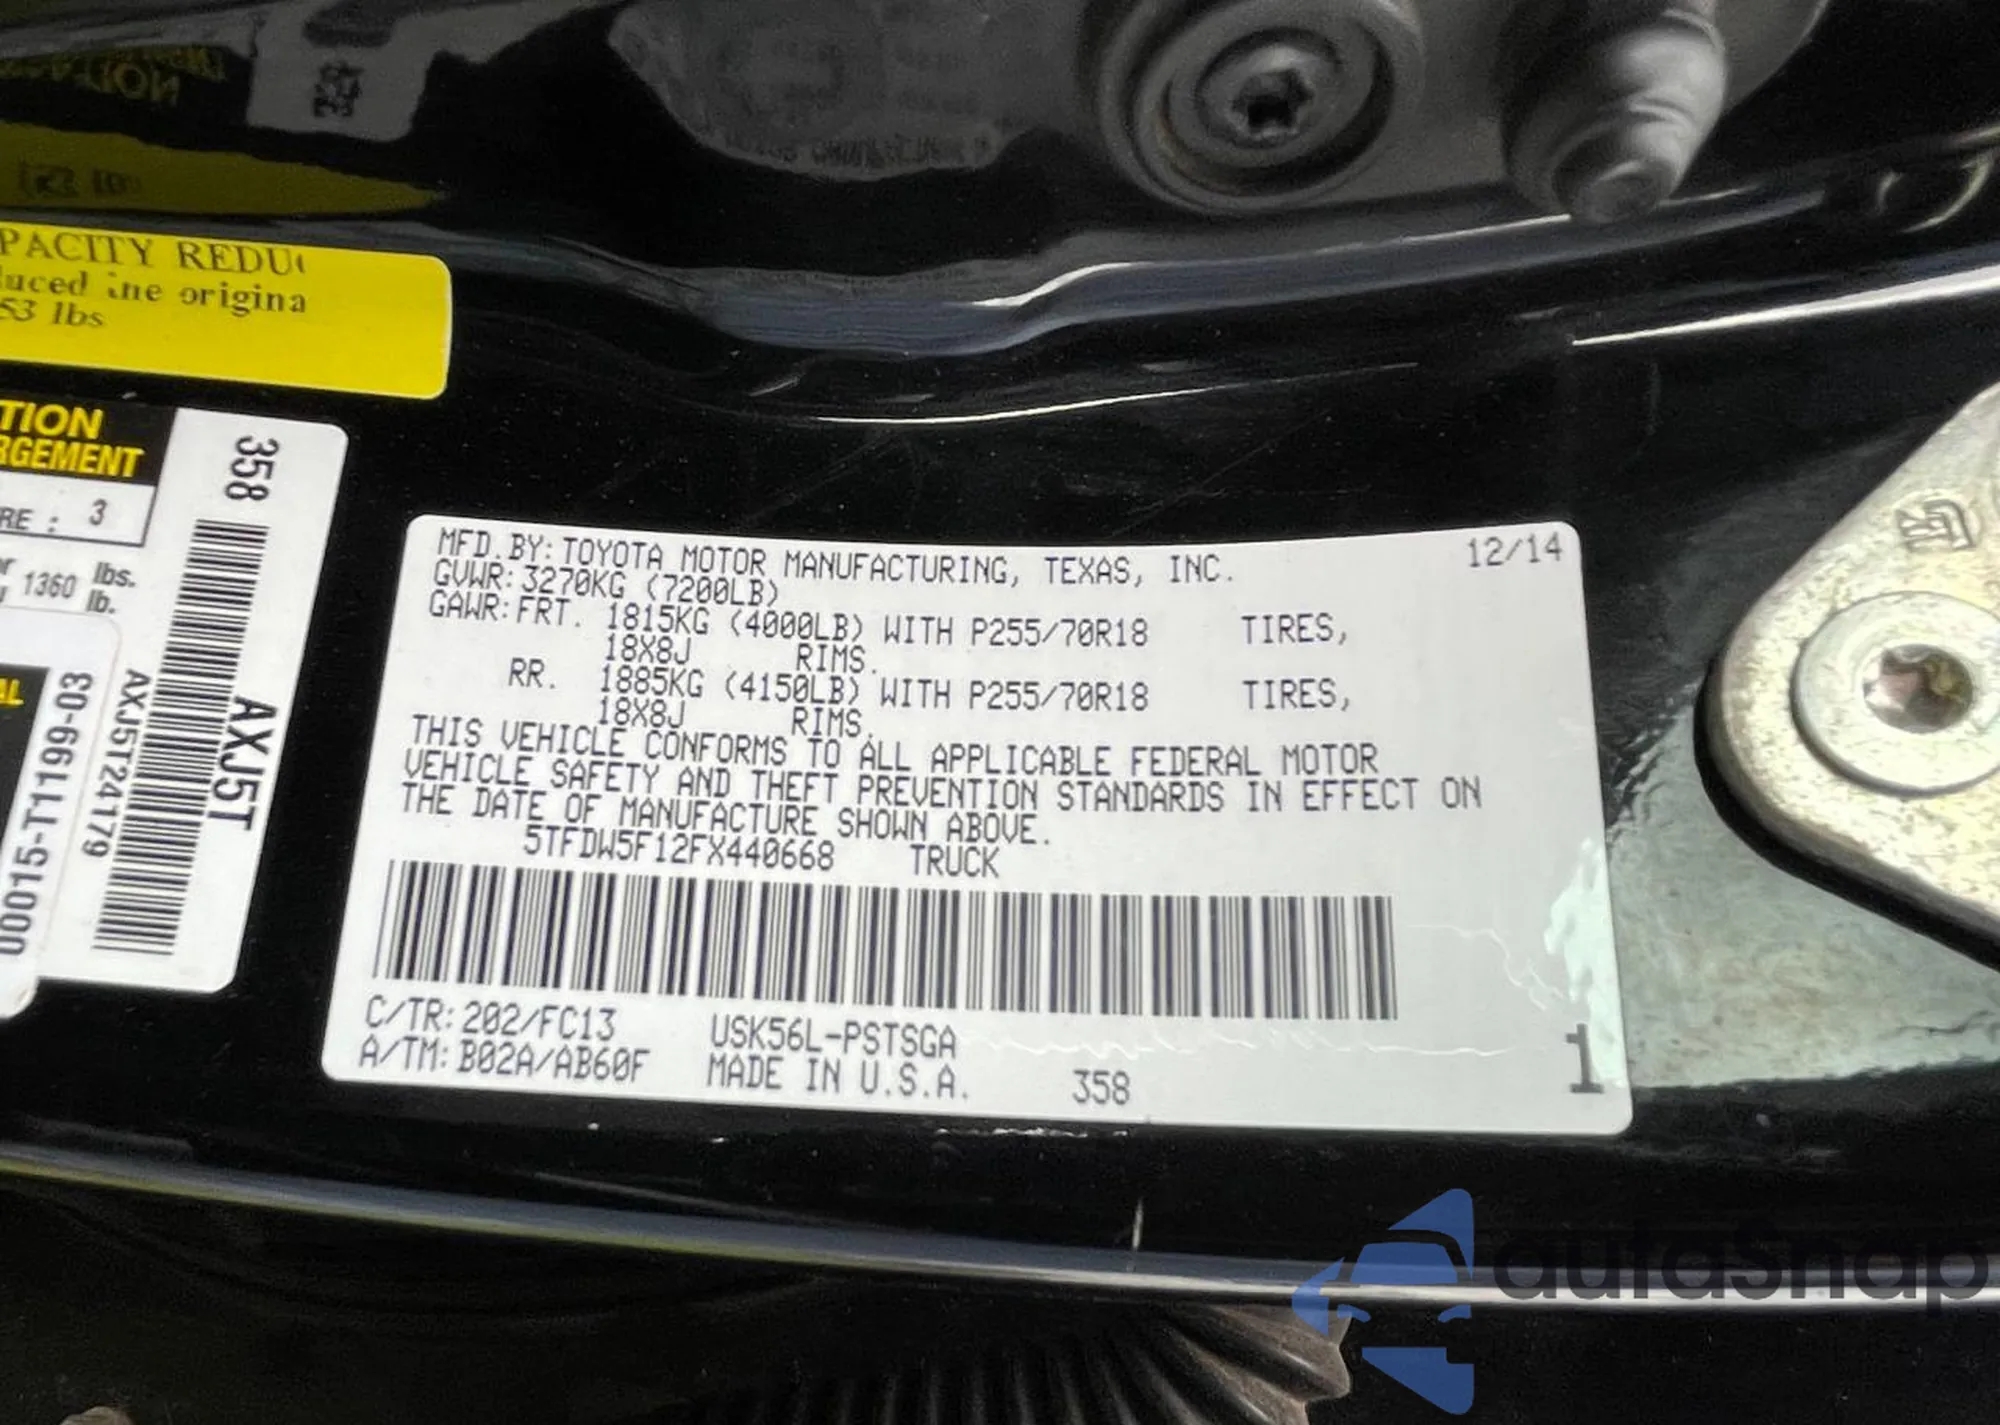 PACITY REDU
uced the origina
53 lbs
TION
RGEMENT
RE : 3
1360 lbs.
lb.
AL
00015-T1199-03
358
AXJ5T24179
AXJ5T
MFD.BY:TOYOTA MOTOR MANUFACTURING, TEXAS, INC. 12/14
GVWR:3270KG (7200LB)
GAWR:FRT. 1815KG (4000LB) WITH P255/70R18 TIRES,
18X8J RIMS.
RR. 1885KG (4150LB) WITH P255/70R18 TIRES,
18X8J RIMS.
THIS VEHICLE CONFORMS TO ALL APPLICABLE FEDERAL MOTOR
VEHICLE SAFETY AND THEFT PREVENTION STANDARDS IN EFFECT ON
THE DATE OF MANUFACTURE SHOWN ABOVE.
5TFDW5F12FX440668 TRUCK
C/TR:202/FC13 USK56L-PSTSGA
A/TM:B02A/AB60F MADE IN U.S.A. 358
1
autoSnap